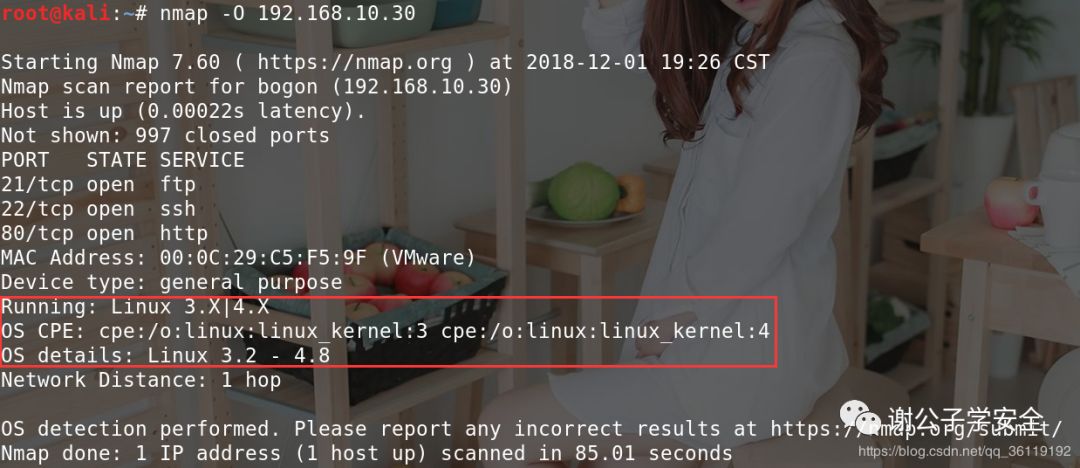 root@kali:~# nmap -O 192.168.10.30
Starting Nmap 7.60 ( https://nmap.org ) at 2018-12-01 19:26 CST
Nmap scan report for bogon (192.168.10.30)
Host is up (0.00022s latency).
Not shown: 997 closed ports
PORT   STATE SERVICE
21/tcp open  ftp
22/tcp open  ssh
80/tcp open  http
MAC Address: 00:0C:29:C5:F5:9F (VMware)
Device type: general purpose
Running: Linux 3.X|4.X
OS CPE: cpe:/o:linux:linux_kernel:3 cpe:/o:linux:linux_kernel:4
OS details: Linux 3.2 - 4.8
Network Distance: 1 hop
OS detection performed. Please report any incorrect results at https://nmap.org/submit/
Nmap done: 1 IP address (1 host up) scanned in 85.01 seconds
谢公子学安全
https://blog.csdn.net/qq_36119192